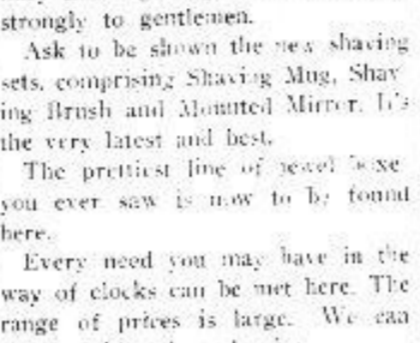 strongly to gentlemen.
Ask to be shown the new shaving
sets, comprising Shaving Mug, Shav
ing Brush and Mounted Mirror. It's
the very latest and best.
The prettiest line of jewel boxe
you ever saw is now to be found
here.
Every need you may have in the
way of clocks can be met here. The
range of prices is large. We can